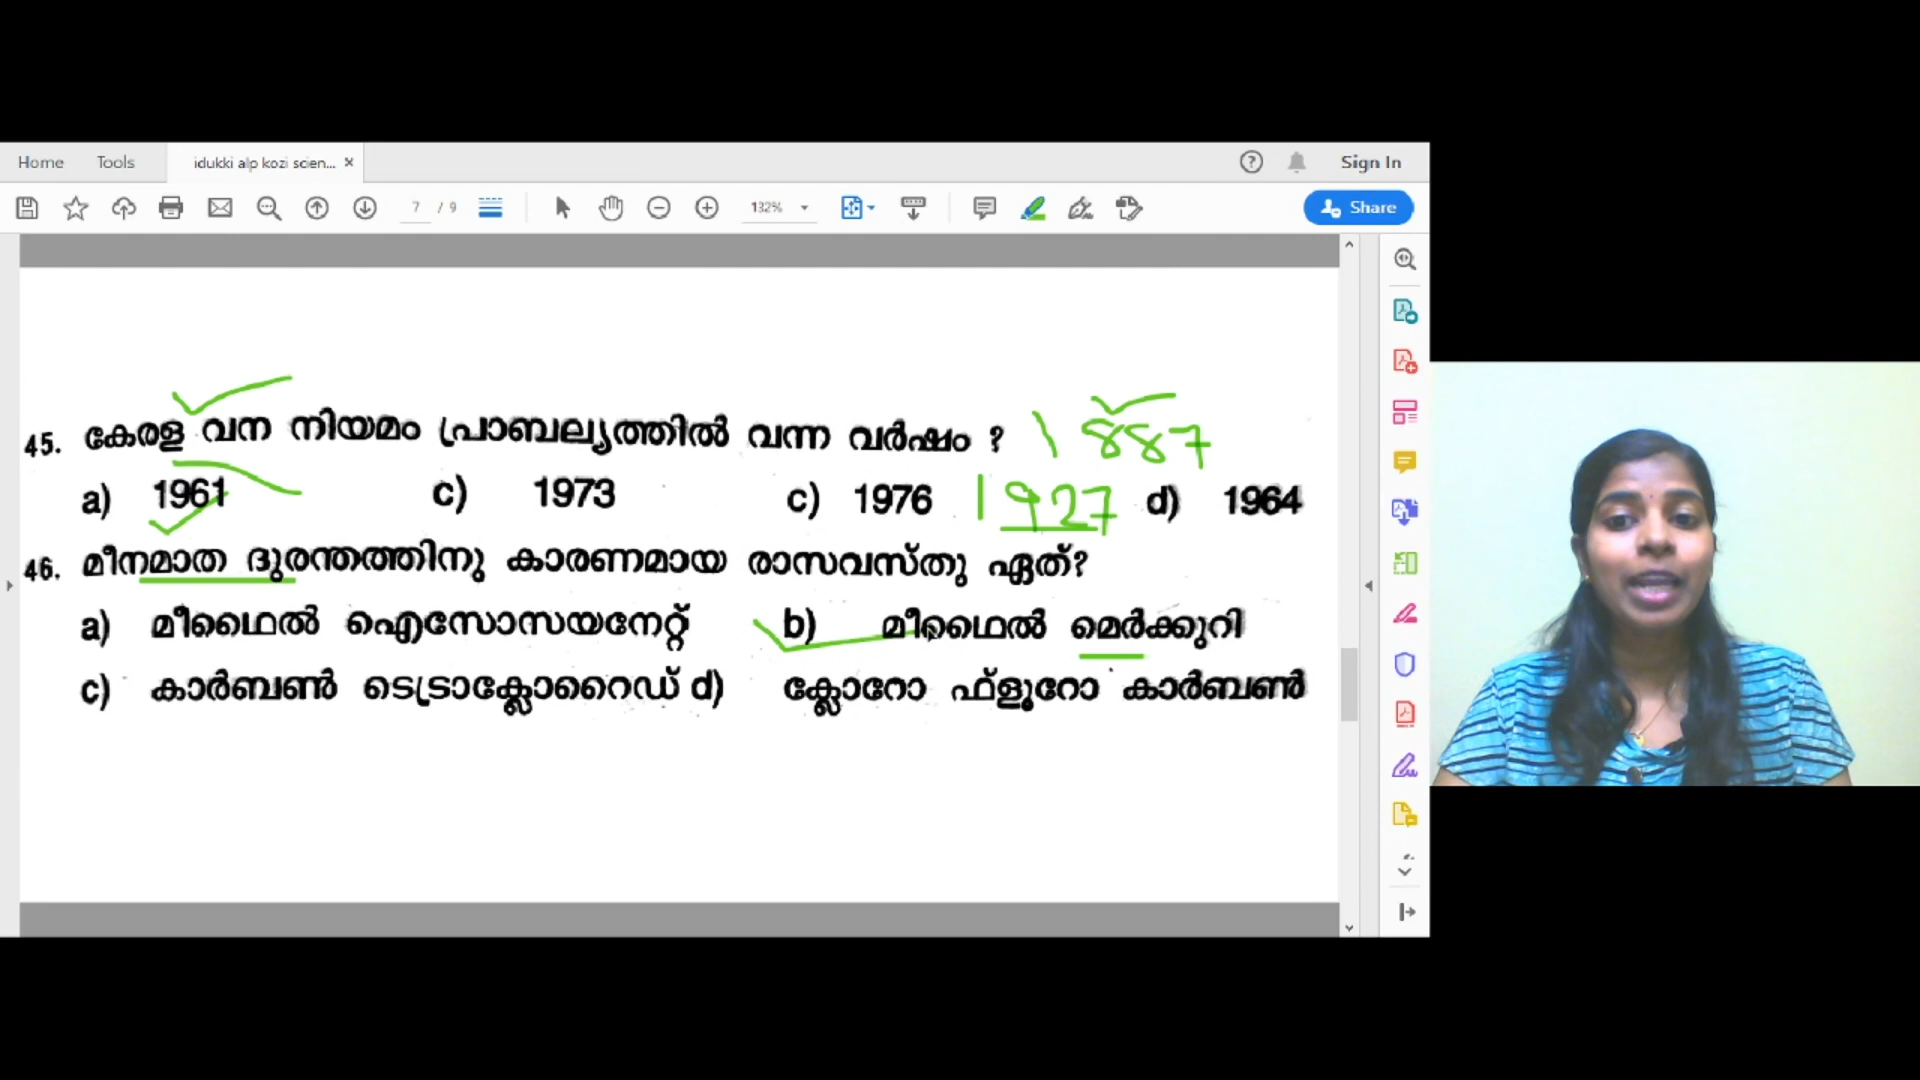 Home Tools idukki alp kozi scien... × Sign In
7 / 9 132% Share
45. കേരള വന നിയമം പ്രാബല്യത്തിൽ വന്ന വർഷം ? 1887
a) 1961 c) 1973 c) 1976 1927 d) 1964
46. മീനമാത ദുരന്തത്തിനു കാരണമായ രാസവസ്തു ഏത്?
a) മീഥൈൽ ഐസോസയനേറ്റ് b) മീഥൈൽ മെർക്കുറി
c) കാർബൺ ടെട്രാക്ലോറൈഡ് d) ക്ലോറോ ഫ്ളൂറോ കാർബൺ